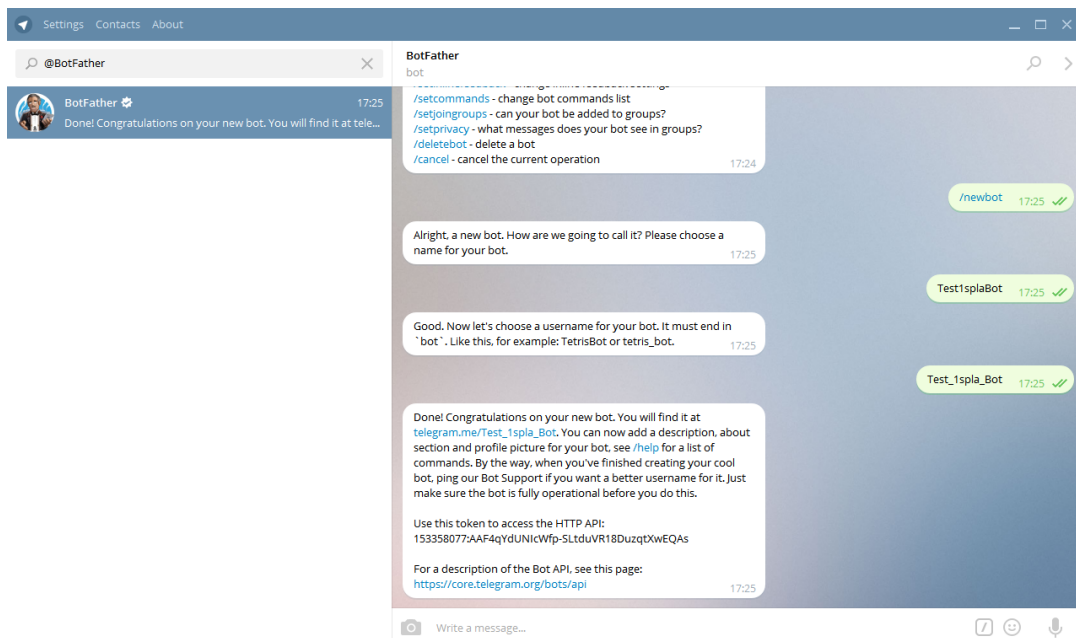 Settings Contacts About
@BotFather
BotFather
bot
BotFather 17:25
Done! Congratulations on your new bot. You will find it at tele...
/setcommands - change bot commands list
/setjoingroups - can your bot be added to groups?
/setprivacy - what messages does your bot see in groups?
/deletebot - delete a bot
/cancel - cancel the current operation
17:24
/newbot 17:25
Alright, a new bot. How are we going to call it? Please choose a
name for your bot.
17:25
Test1splaBot 17:25
Good. Now let's choose a username for your bot. It must end in
`bot`. Like this, for example: TetrisBot or tetris_bot.
17:25
Test_1spla_Bot 17:25
Done! Congratulations on your new bot. You will find it at
telegram.me/Test_1spla_Bot. You can now add a description, about
section and profile picture for your bot, see /help for a list of
commands. By the way, when you've finished creating your cool
bot, ping our Bot Support if you want a better username for it. Just
make sure the bot is fully operational before you do this.
Use this token to access the HTTP API:
153358077:AAF4qYdUNIcWfp-SLtduVR18DuzqtXwEQAs
For a description of the Bot API, see this page:
https://core.telegram.org/bots/api
17:25
Write a message...